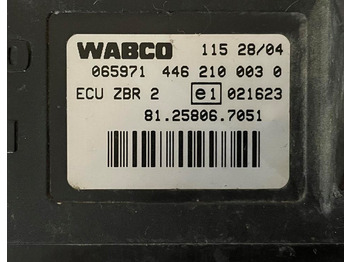 WABCO 115 28/04
065971 446 210 003 0
ECU ZBR 2 e1 021623
81.25806.7051